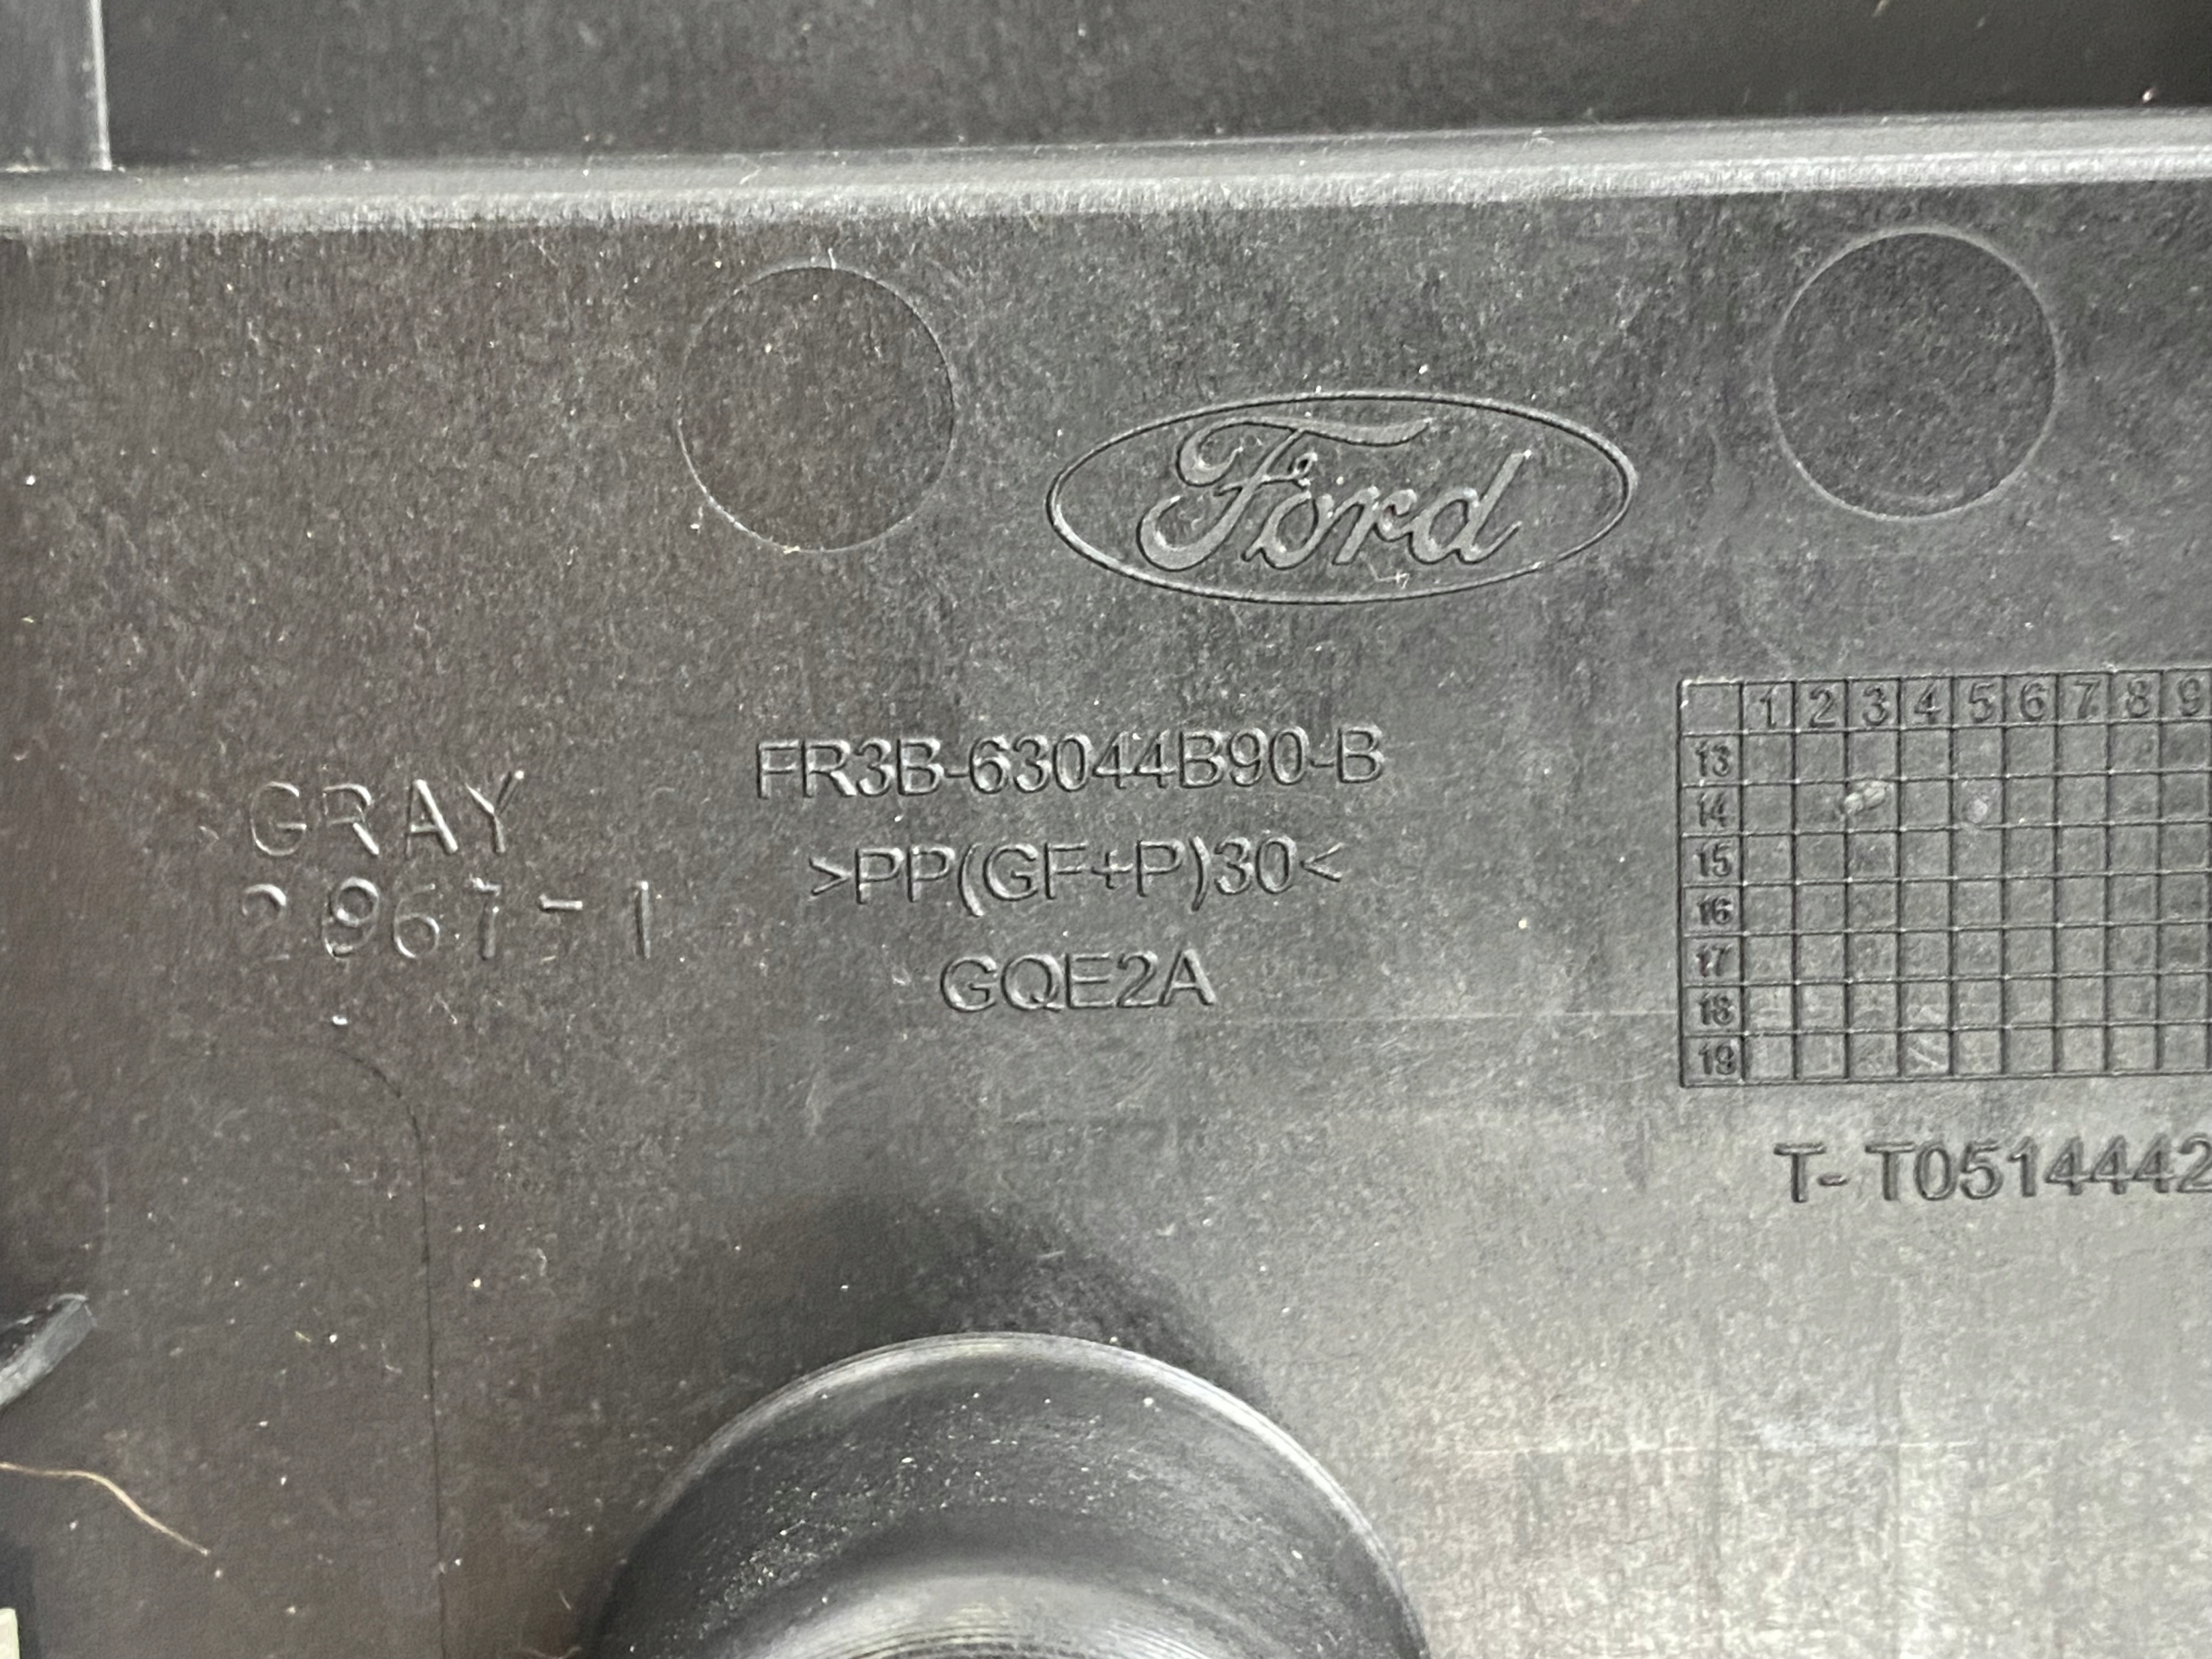 Ford
FR3B-63044B90-B
>PP(GF+P)30<
GQE2A
GRAY
2967-1
1 2 3 4 5 6 7 8 9
13
14
15
16
17
18
19
T- T0514442